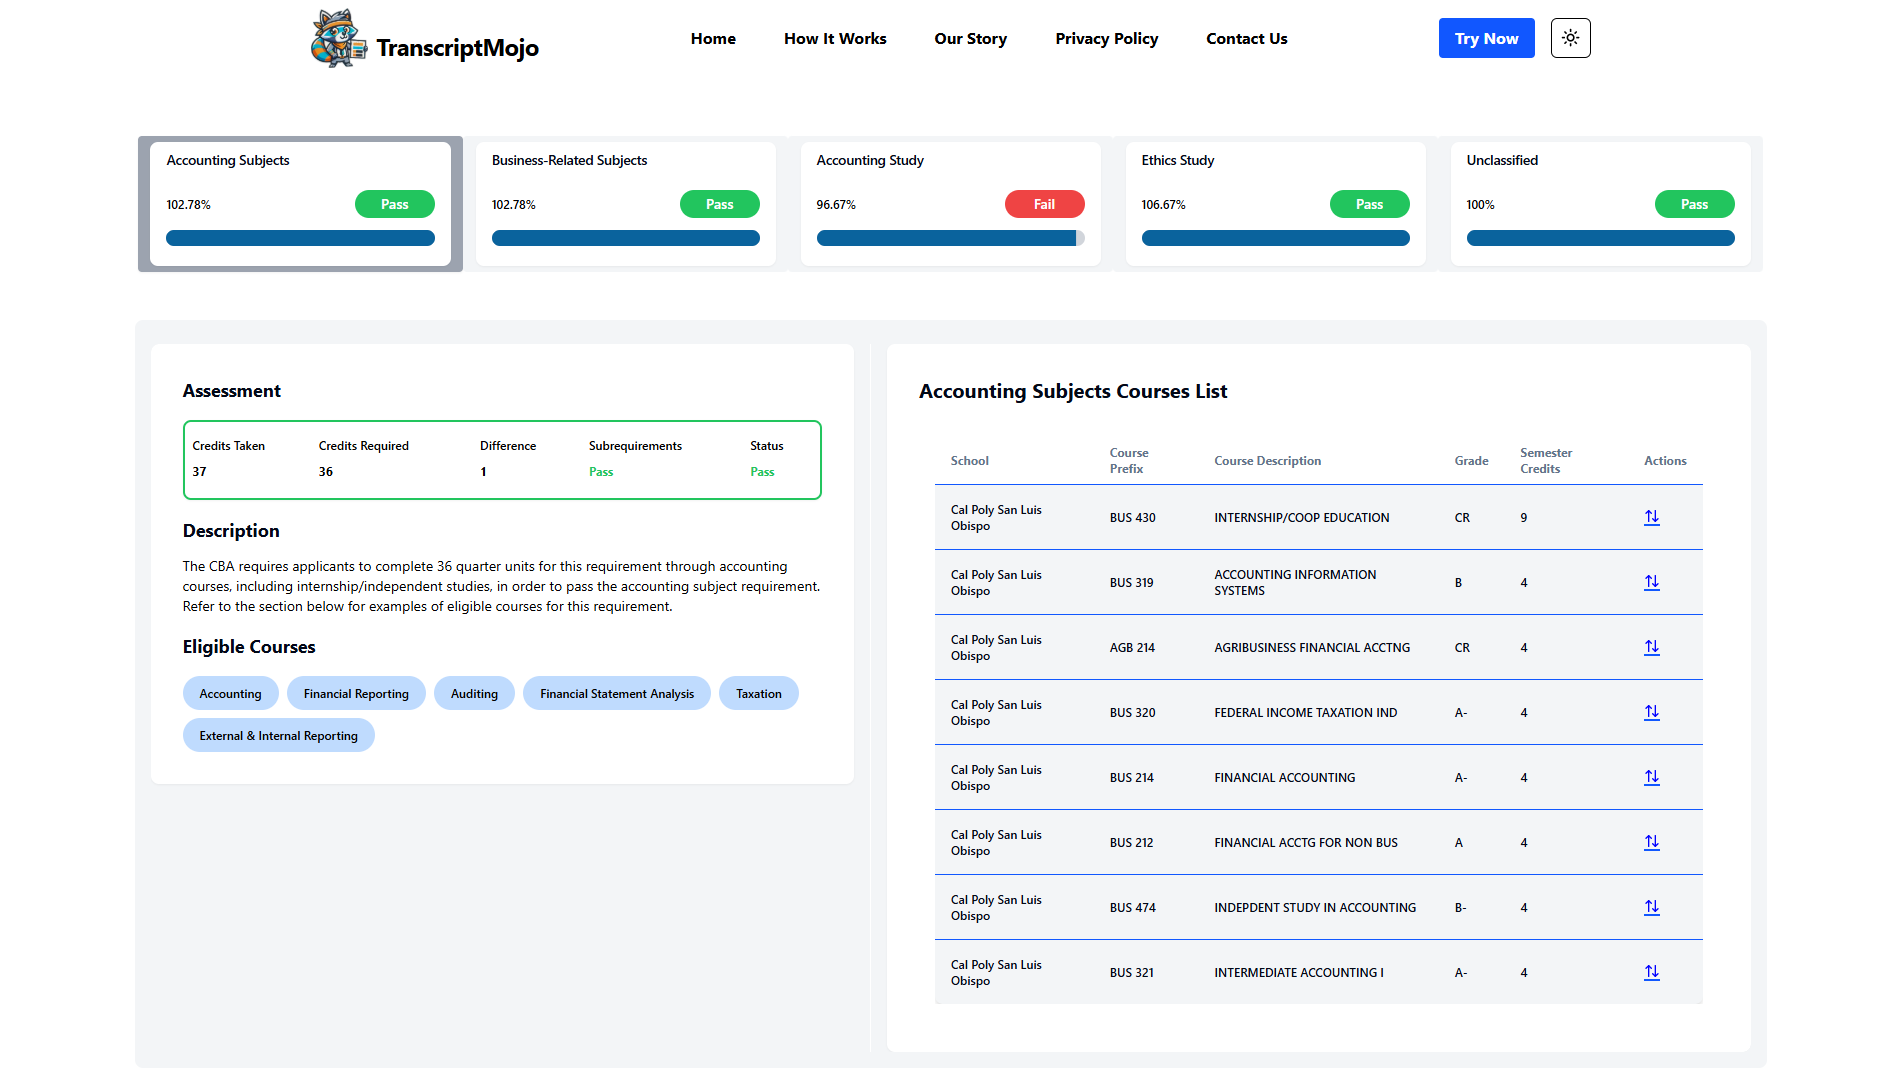 TranscriptMojo
Home
How It Works
Our Story
Privacy Policy
Contact Us
Try Now
Accounting Subjects
102.78%
Pass
Business-Related Subjects
102.78%
Pass
Accounting Study
96.67%
Fail
Ethics Study
106.67%
Pass
Unclassified
100%
Pass
Assessment
Credits Taken
37
Credits Required
36
Difference
1
Subrequirements
Pass
Status
Pass
Description
The CBA requires applicants to complete 36 quarter units for this requirement through accounting
courses, including internship/independent studies, in order to pass the accounting subject requirement.
Refer to the section below for examples of eligible courses for this requirement.
Eligible Courses
Accounting
Financial Reporting
Auditing
Financial Statement Analysis
Taxation
External & Internal Reporting
Accounting Subjects Courses List
School
Course
Prefix
Course Description
Grade
Semester
Credits
Actions
Cal Poly San Luis
Obispo
BUS 430
INTERNSHIP/COOP EDUCATION
CR
9
Cal Poly San Luis
Obispo
BUS 319
ACCOUNTING INFORMATION
SYSTEMS
B
4
Cal Poly San Luis
Obispo
AGB 214
AGRIBUSINESS FINANCIAL ACCTNG
CR
4
Cal Poly San Luis
Obispo
BUS 320
FEDERAL INCOME TAXATION IND
A-
4
Cal Poly San Luis
Obispo
BUS 214
FINANCIAL ACCOUNTING
A-
4
Cal Poly San Luis
Obispo
BUS 212
FINANCIAL ACCTG FOR NON BUS
A
4
Cal Poly San Luis
Obispo
BUS 474
INDEPDENT STUDY IN ACCOUNTING
B-
4
Cal Poly San Luis
Obispo
BUS 321
INTERMEDIATE ACCOUNTING I
A-
4